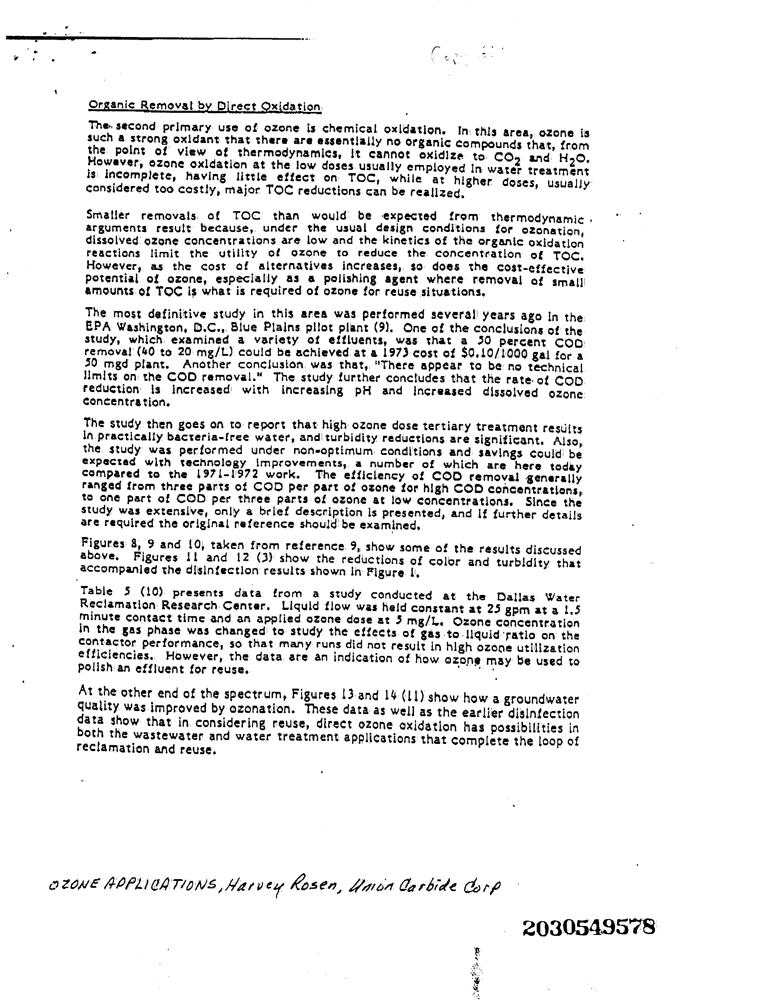 Organic Removal by Direct Oxidation
The second primary use of ozone is chemical oxidation. In this area, ozone is
such a strong oxidant that there are essentially no organic compounds that, from
the point of view of thermodynamics, it cannot oxidize to CO2 and H2O.
However, ozone oxidation at the low doses usually employed in water treatment
is incomplete, having little effect on TOC, while at higher doses, usually
considered too costly, major TOC reductions can be realized.
Smaller removals of TOC than would be expected from thermodynamic
arguments result because, under the usual design conditions for ozonation,
dissolved ozone concentrations are low and the kinetics of the organic oxidation
reactions limit the utility of ozone to reduce the concentration of TOC.
However, as the cost of alternatives increases, so does the cost-effective
potential of ozone, especially as a polishing agent where removal of small
amounts of TOC is what is required of ozone for reuse situations.
The most definitive study in this area was performed several years ago in the
EPA Washington, D.C., Blue Plains pilot plant (9). One of the conclusions of the
study, which examined a variety of effluents, was that a 50 percent COD
removal (40 to 20 mg/L) could be achieved at a 1973 cost of $0.10/1000 gal for a
50 mgd plant. Another conclusion was that, "There appear to be no technical
limits on the COD removal." The study further concludes that the rate of COD
reduction is increased with increasing pH and increased dissolved ozone
concentration.
The study then goes on to report that high ozone dose tertiary treatment results
in practically bacteria-free water, and turbidity reductions are significant. Also,
the study was performed under non-optimum conditions and savings could be
expected with technology improvements, a number of which are here today
compared to the 1971-1972 work. The efficiency of COD removal generally
ranged from three parts of COD per part of ozone for high COD concentrations,
to one part of COD per three parts of ozone at low concentrations. Since the
study was extensive, only a brief description is presented, and if further details
are required the original reference should be examined.
Figures 8, 9 and 10, taken from reference 9, show some of the results discussed
above. Figures 11 and 12 (3) show the reductions of color and turbidity that
accompanied the disinfection results shown in Figure 1.
Table 5 (10) presents data from a study conducted at the Dallas Water
Reclamation Research Center. Liquid flow was held constant at 25 gpm at a 1.5
minute contact time and an applied ozone dose at 5 mg/L. Ozone concentration
in the gas phase was changed to study the effects of gas to liquid ratio on the
contactor performance, so that many runs did not result in high ozone utilization
efficiencies. However, the data are an indication of how ozone may be used to
polish an effluent for reuse.
At the other end of the spectrum, Figures 13 and 14 (11) show how a groundwater
quality was improved by ozonation. These data as well as the earlier disinfection
data show that in considering reuse, direct ozone oxidation has possibilities in
both the wastewater and water treatment applications that complete the loop of
reclamation and reuse.
OZONE APPLICATIONS, Harvey Rosen, Union Carbide Corp
2030549578